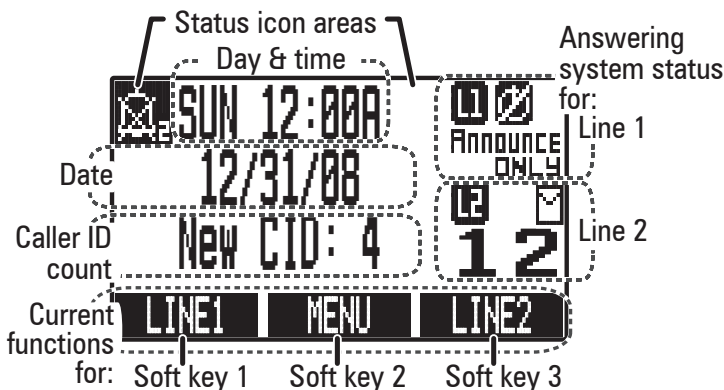 Status icon areas
Day & time
Answering
system status
for:
SUN 12:00A
L1
Announce
ONLY
Line 1
Date
12/31/08
Caller ID
count
New CID: 4
L2
12
Line 2
Current
functions
for:
LINE1 MENU LINE2
Soft key 1 Soft key 2 Soft key 3